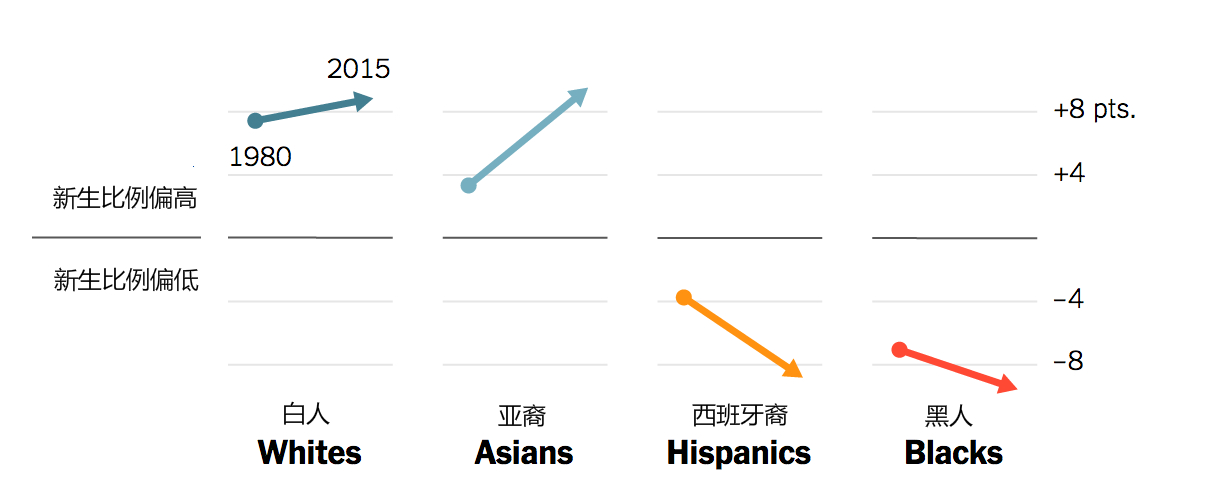 2015
+8 pts.
1980
+4
新生比例偏高
新生比例偏低
−4
−8
白人
亚裔
西班牙裔
黑人
Whites
Asians
Hispanics
Blacks